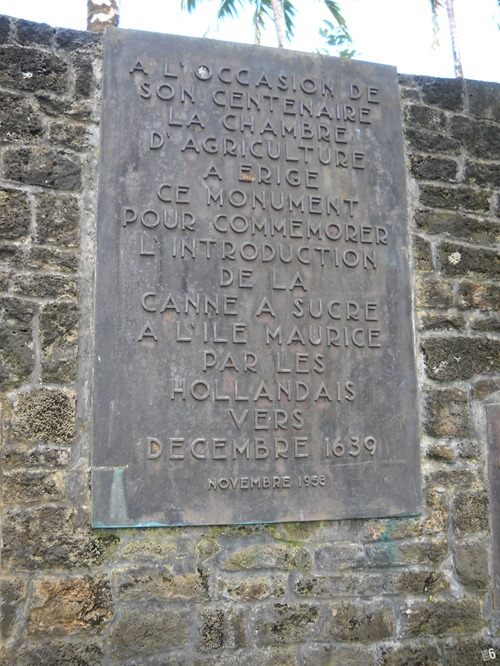 A L'OCCASION DE
SON CENTENAIRE
LA CHAMBRE
D'AGRICULTURE
A ERIGE
CE MONUMENT
POUR COMMEMORER
L'INTRODUCTION
DE LA
CANNE A SUCRE
A L'ILE MAURICE
PAR LES
HOLLANDAIS
VERS
DECEMBRE 1639
NOVEMBRE 1953